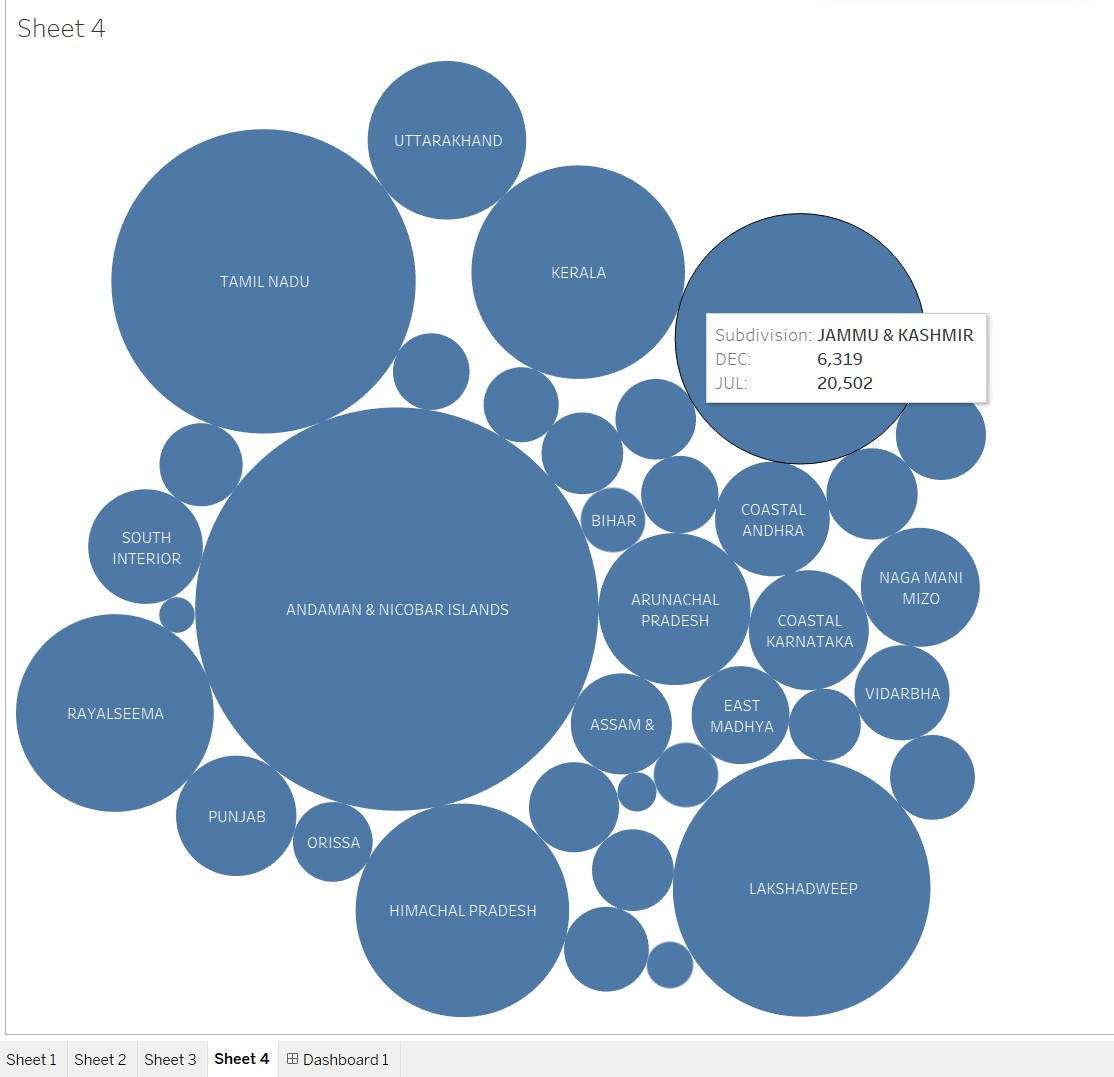 Sheet 4
UTTARAKHAND
TAMIL NADU
KERALA
Subdivision: JAMMU & KASHMIR
DEC: 6,319
JUL: 20,502
SOUTH
INTERIOR
BIHAR
COASTAL
ANDHRA
NAGA MANI
MIZO
ANDAMAN & NICOBAR ISLANDS
ARUNACHAL
PRADESH
COASTAL
KARNATAKA
RAYALSEEMA
ASSAM &
EAST
MADHYA
VIDARBHA
PUNJAB
ORISSA
HIMACHAL PRADESH
LAKSHADWEEP
Sheet 1 Sheet 2 Sheet 3 Sheet 4 Dashboard 1